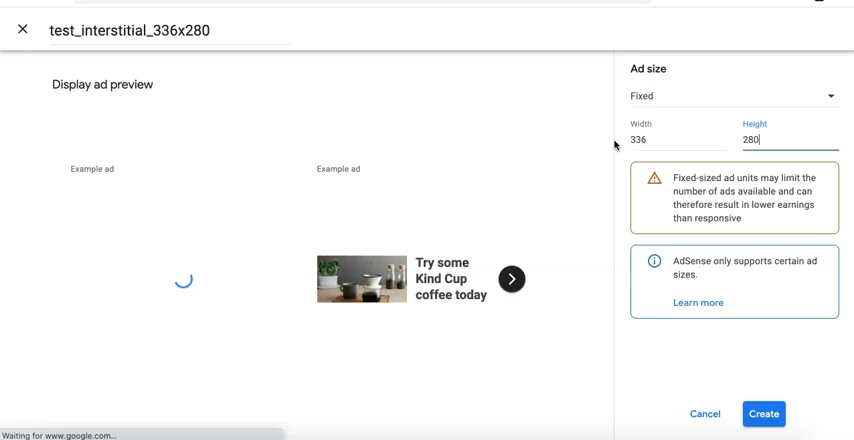 test_interstitial_336x280
Display ad preview
Example ad
Example ad
Try some
Kind Cup
coffee today
Ad size
Fixed
Width
Height
336
280
Fixed-sized ad units may limit the
number of ads available and can
therefore result in lower earnings
than responsive
AdSense only supports certain ad
sizes.
Learn more
Cancel
Create
Waiting for www.google.com...